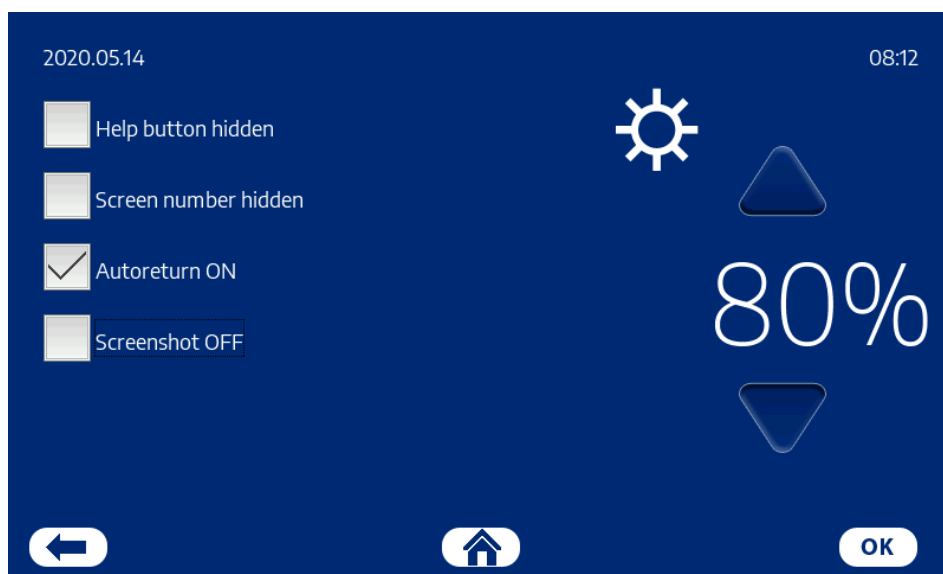 2020.05.14 08:12
Help button hidden
Screen number hidden
Autoreturn ON
80%
Screenshot OFF
OK